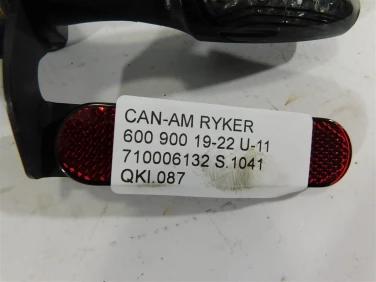 CAN-AM RYKER
600 900 19-22 U-11
710006132 S.1041
QKI.087